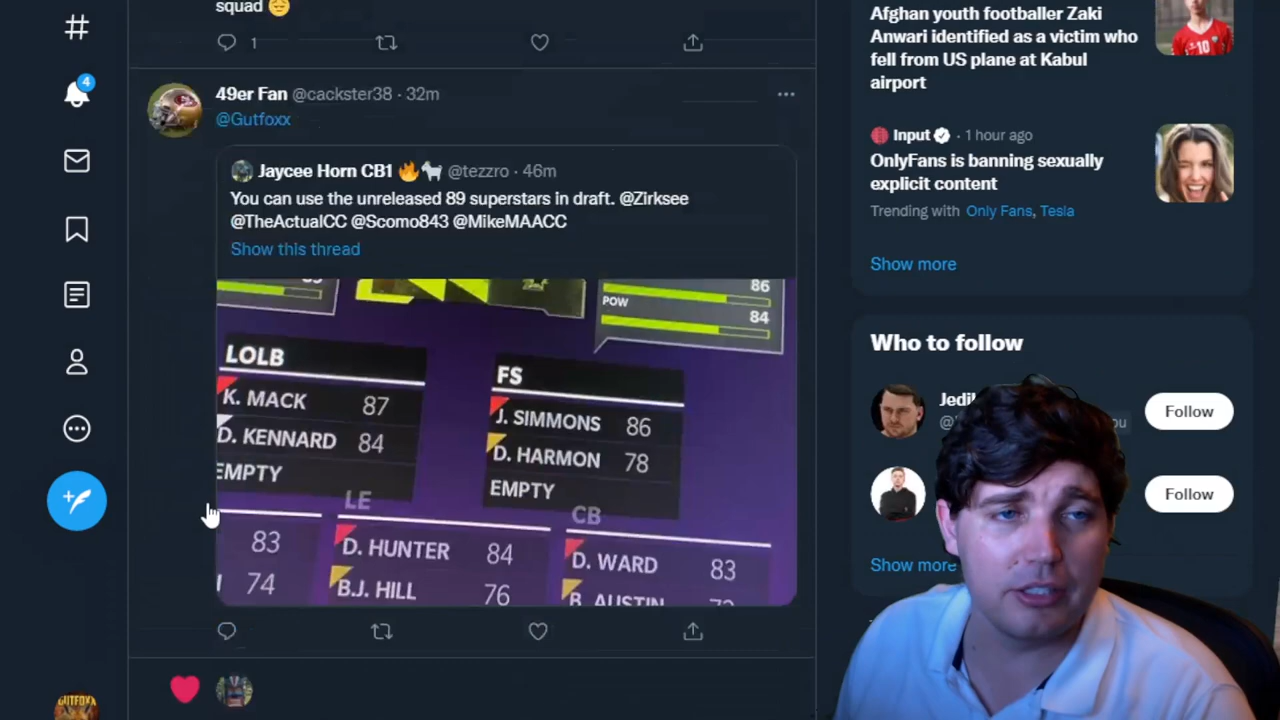 squad
1
49er Fan @cackster38 · 32m
@Gutfoxx
Jaycee Horn CB1 @tezzro · 46m
You can use the unreleased 89 superstars in draft. @Zirksee
@TheActualCC @Scomo843 @MikeMAACC
Show this thread
86
POW
84
LOLB
K. MACK 87
D. KENNARD 84
EMPTY
FS
J. SIMMONS 86
D. HARMON 78
EMPTY
83
74
LE
D. HUNTER 84
B.J. HILL 76
CB
D. WARD 83
B. AUSTIN
4
GUTFOXX
Afghan youth footballer Zaki
Anwari identified as a victim who
fell from US plane at Kabul
airport
10
Input · 1 hour ago
OnlyFans is banning sexually
explicit content
Trending with Only Fans, Tesla
Show more
Who to follow
Follow
Follow
Show more